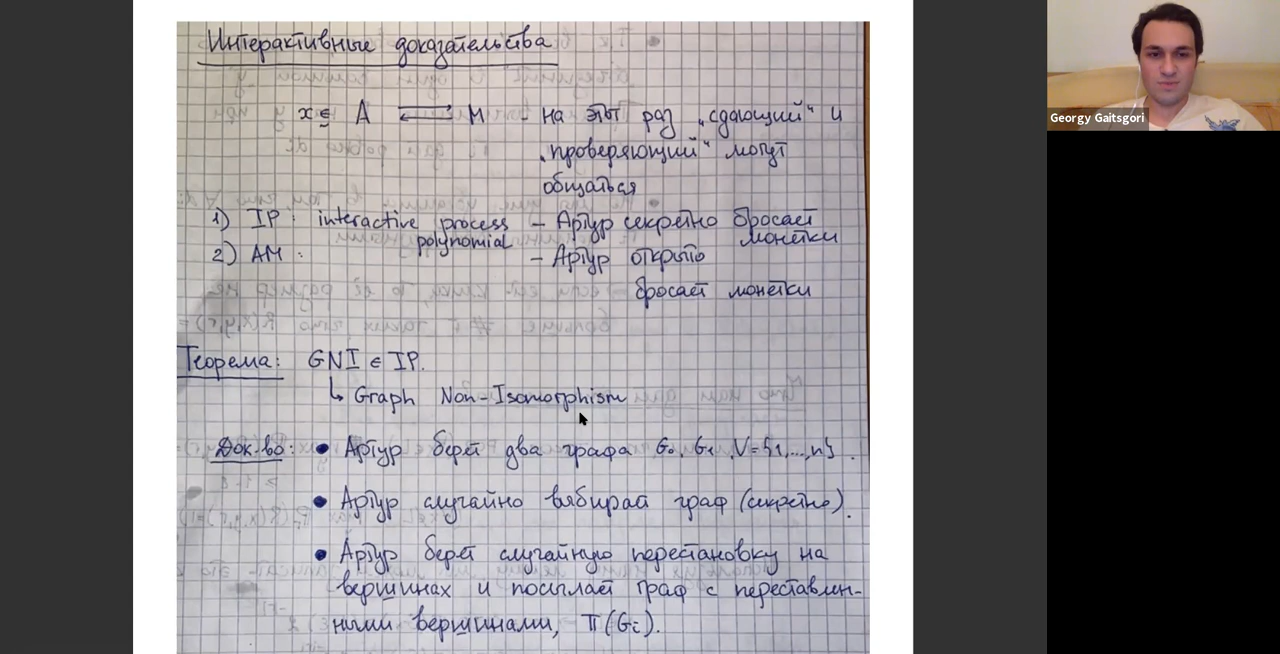 Интерактивные доказательства
x ∈ A ⟷ M - на этот раз „сдающий“ и
„проверяющий“ могут
общаться
1) IP : interactive process - Артур секретно бросает
polynomial монетки
2) AM : - Артур открыто
бросает монетки
Теорема: GNI ∈ IP.
↳ Graph Non-Isomorphism
Док-во: • Артур берет два графа G₀, G₁, V={1,...,n}.
• Артур случайно выбирай граф (секретно).
• Артур берет случайную перестановку на
вершинах и посылает граф с переставлен-
ными вершинами, π(Gᵢ).
Georgy Gaitsgori